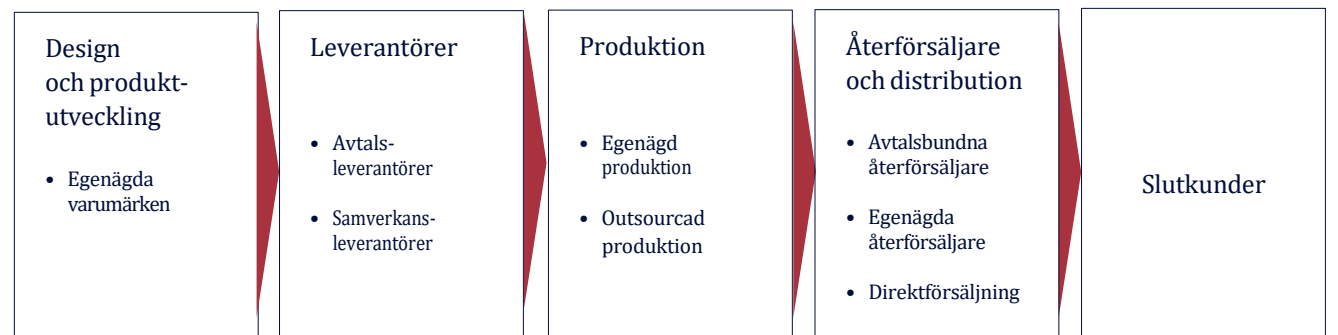 Design
och produkt-
utveckling
• Egenägda
varumärken
Leverantörer
• Avtals-
leverantörer
• Samverkans-
leverantörer
Produktion
• Egenägd
produktion
• Outsourcad
produktion
Återförsäljare
och distribution
• Avtalsbundna
återförsäljare
• Egenägda
återförsäljare
• Direktförsäljning
Slutkunder